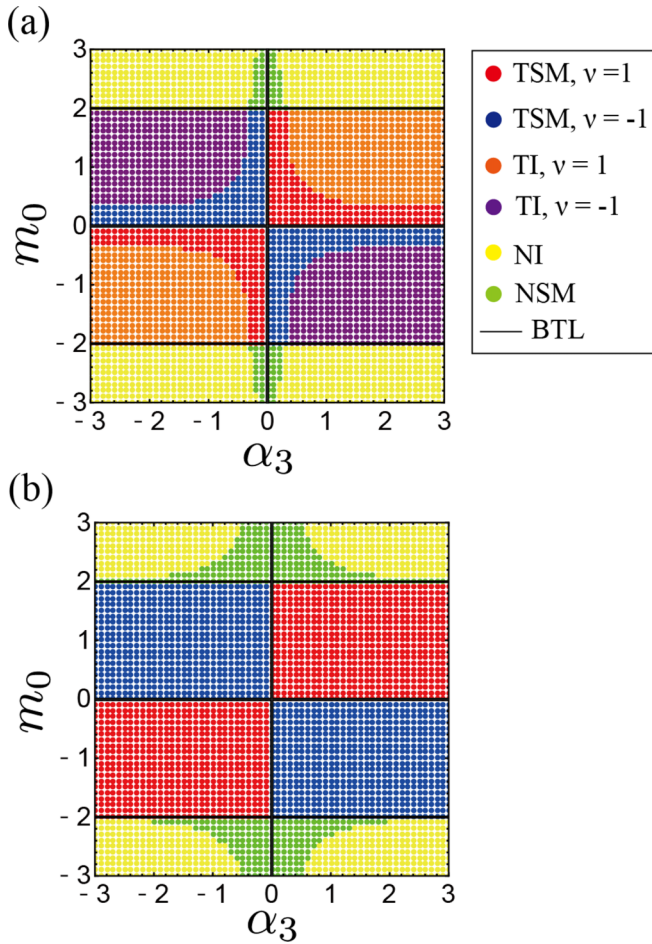 (a)
3
2
1
0
- 1
- 2
- 3
m₀
- 3 - 2 - 1 0 1 2 3
α₃
TSM, ν =1
TSM, ν = -1
TI, ν = 1
TI, ν = -1
NI
NSM
BTL
(b)
3
2
1
0
- 1
- 2
- 3
m₀
- 3 - 2 - 1 0 1 2 3
α₃